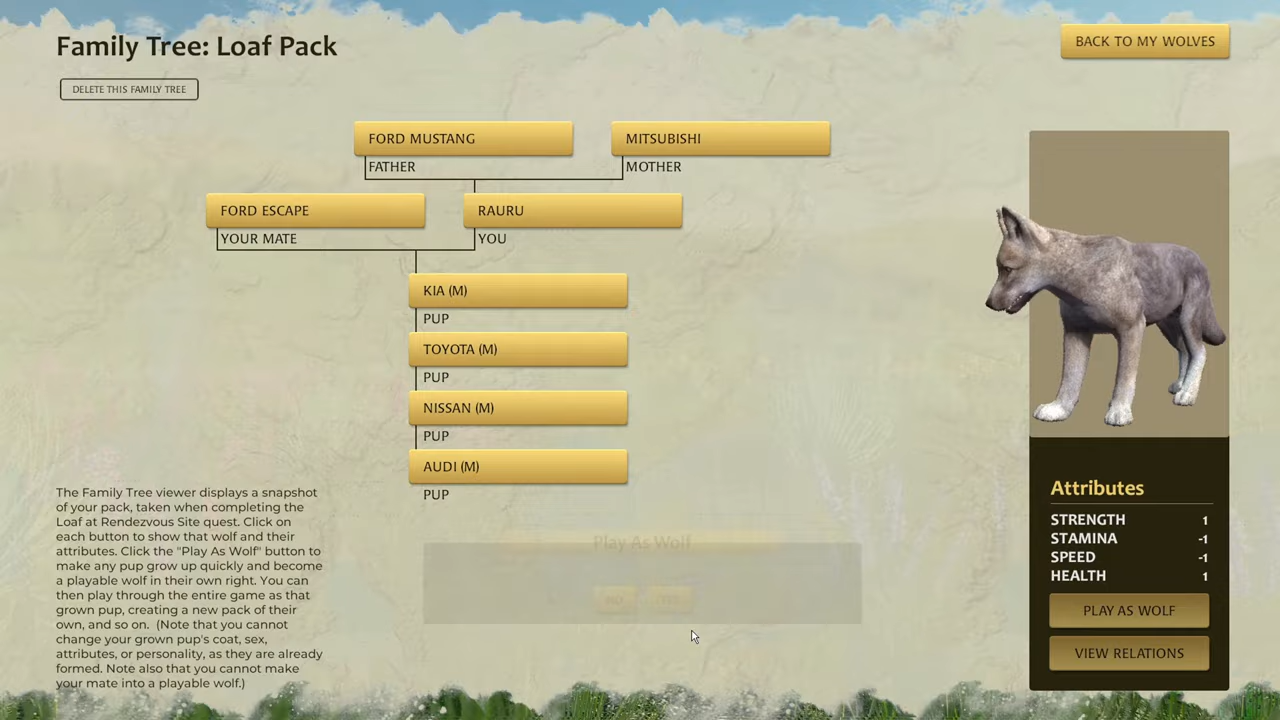 Family Tree: Loaf Pack
BACK TO MY WOLVES
DELETE THIS FAMILY TREE
FORD MUSTANG
MITSUBISHI
FATHER
MOTHER
FORD ESCAPE
RAURU
YOUR MATE
YOU
KIA (M)
PUP
TOYOTA (M)
PUP
NISSAN (M)
PUP
AUDI (M)
PUP
The Family Tree viewer displays a snapshot
of your pack, taken when completing the
Loaf at Rendezvous Site quest. Click on
each button to show that wolf and their
attributes. Click the "Play As Wolf" button to
make any pup grow up quickly and become
a playable wolf in their own right. You can
then play through the entire game as that
grown pup, creating a new pack of their
own, and so on.  (Note that you cannot
change your grown pup's coat, sex,
attributes, or personality, as they are already
formed. Note also that you cannot make
your mate into a playable wolf.)
Play As Wolf
NO
YES
Attributes
STRENGTH 1
STAMINA -1
SPEED -1
HEALTH 1
PLAY AS WOLF
VIEW RELATIONS